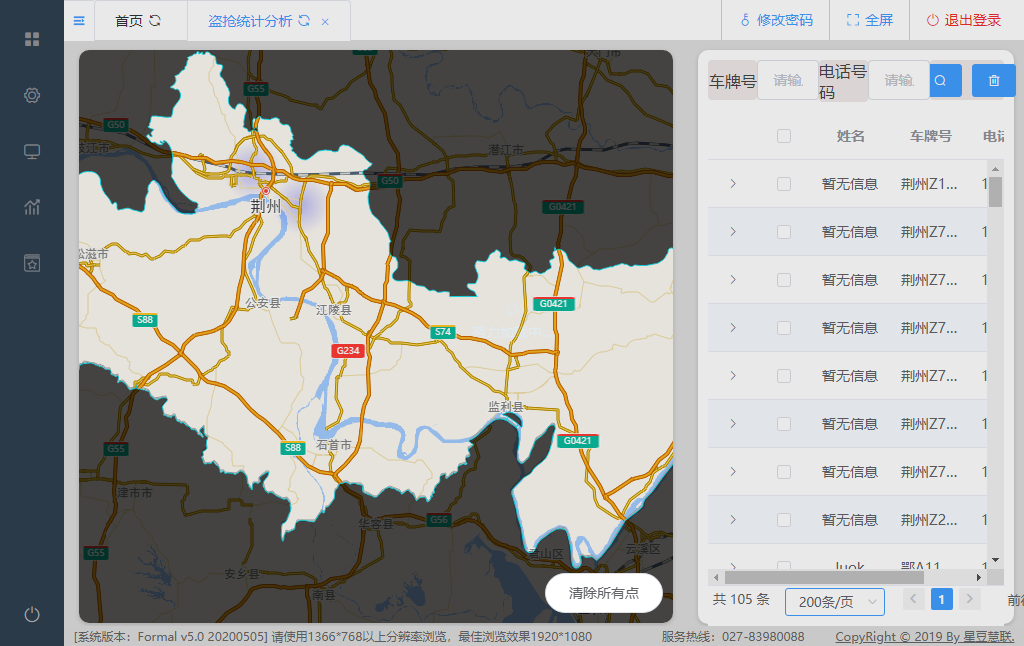 首页
盗抢统计分析
修改密码
全屏
退出登录
车牌号
请输.
电话号码
请输.
姓名 车牌号 电话
暂无信息 荆州Z1... 1
暂无信息 荆州Z7... 1
暂无信息 荆州Z7... 1
暂无信息 荆州Z7... 1
暂无信息 荆州Z7... 1
暂无信息 荆州Z7... 1
暂无信息 荆州Z7... 1
暂无信息 荆州Z2... 1
共 105 条
200条/页
1
前往
天门市
G55
G50
枝江市
潜江市
G50
G0421
荆州
松滋市
公安县
江陵县
G0421
S88
S74
G234
监利县
G0421
S88
石首市
G55
津市市
华容县
G56
君山区
云溪区
G55
安乡县
南县
清除所有点
[系统版本：Formal v5.0 20200505] 请使用1366*768以上分辨率浏览，最佳浏览效果1920*1080
服务热线：027-83980088
CopyRight © 2019 By 星豆慧联.